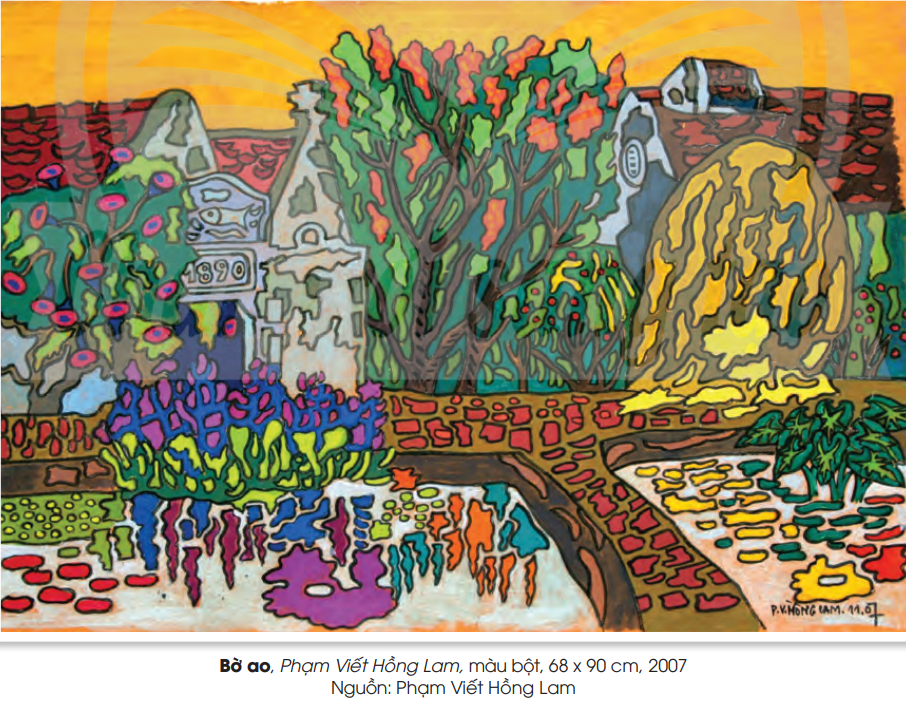 1890
P.V.HỒNG LAM. 11.07
Bờ ao, Phạm Viết Hồng Lam, màu bột, 68 x 90 cm, 2007
Nguồn: Phạm Viết Hồng Lam